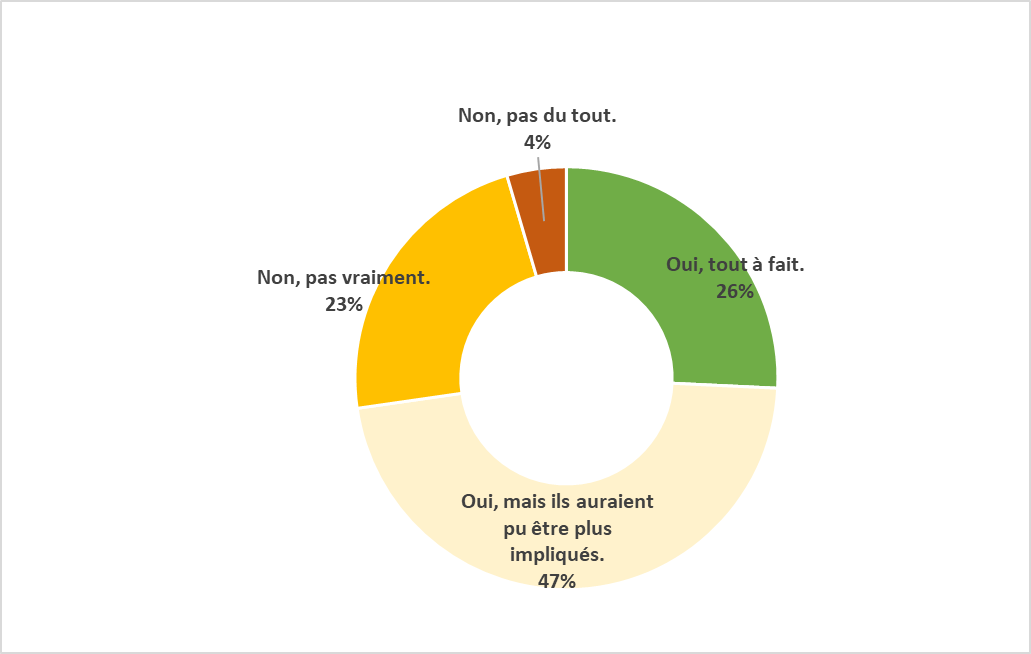 Non, pas du tout.
4%
Oui, tout à fait.
26%
Non, pas vraiment.
23%
Oui, mais ils auraient
pu être plus
impliqués.
47%